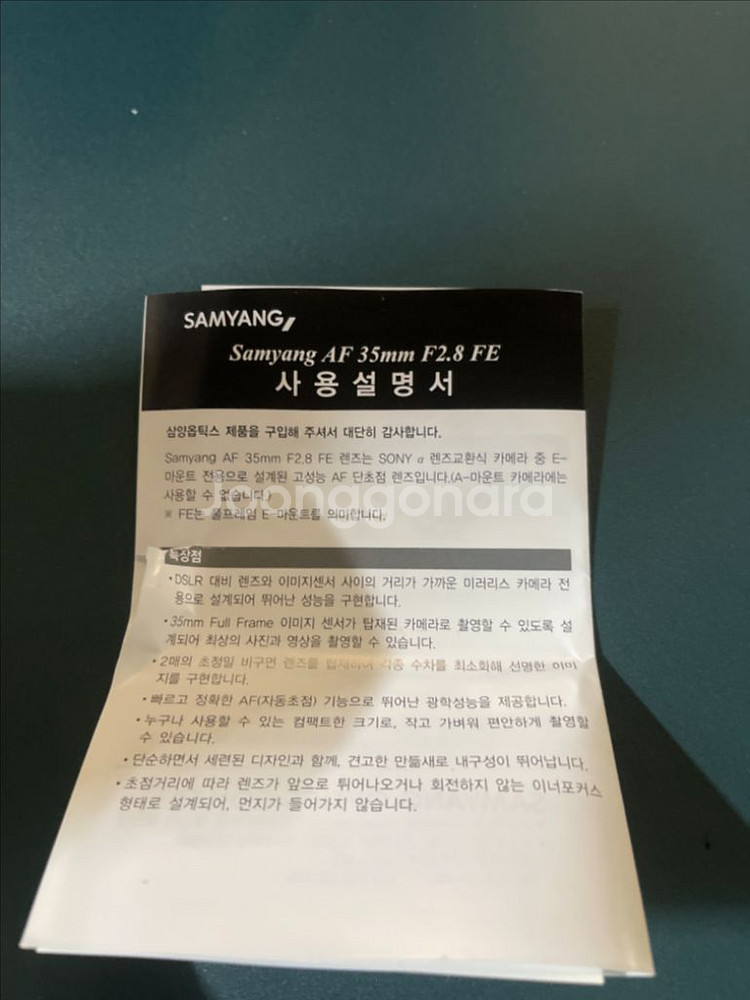 SAMYANG
Samyang AF 35mm F2.8 FE
사용설명서
삼양옵틱스 제품을 구입해 주셔서 대단히 감사합니다.
Samyang AF 35mm F2.8 FE 렌즈는 SONY α 렌즈교환식 카메라 중 E-
마운트 전용으로 설계된 고성능 AF 단초점 렌즈입니다.(A-마운트 카메라에는
사용할 수 없습니다.)
※ FE는 풀프레임 E-마운트를 의미합니다.
Joonggonara
특장점
•DSLR 대비 렌즈와 이미지센서 사이의 거리가 가까운 미러리스 카메라 전
용으로 설계되어 뛰어난 성능을 구현합니다.
•35mm Full Frame 이미지 센서가 탑재된 카메라로 촬영할 수 있도록 설
계되어 최상의 사진과 영상을 촬영할 수 있습니다.
•2매의 초정밀 비구면 렌즈를 탑재하여 각종 수차를 최소화해 선명한 이미
지를 구현합니다.
•빠르고 정확한 AF(자동초점) 기능으로 뛰어난 광학성능을 제공합니다.
•누구나 사용할 수 있는 컴팩트한 크기로, 작고 가벼워 편안하게 촬영할
수 있습니다.
•단순하면서 세련된 디자인과 함께, 견고한 만듦새로 내구성이 뛰어납니다.
•초점거리에 따라 렌즈가 앞으로 튀어나오거나 회전하지 않는 이너포커스
형태로 설계되어, 먼지가 들어가지 않습니다.